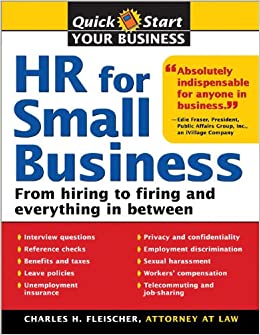 Quick Start
YOUR BUSINESS
HR for
Small
Business
"Absolutely
indispensable
for anyone in
business."
—Edie Fraser, President,
Public Affairs Group, Inc., an
iVillage Company
From hiring to firing and
everything in between
• Interview questions
• Reference checks
• Benefits and taxes
• Leave policies
• Unemployment
insurance
• Privacy and confidentiality
• Employment discrimination
• Sexual harassment
• Workers' compensation
• Telecommuting and
job-sharing
CHARLES H. FLEISCHER, ATTORNEY AT LAW